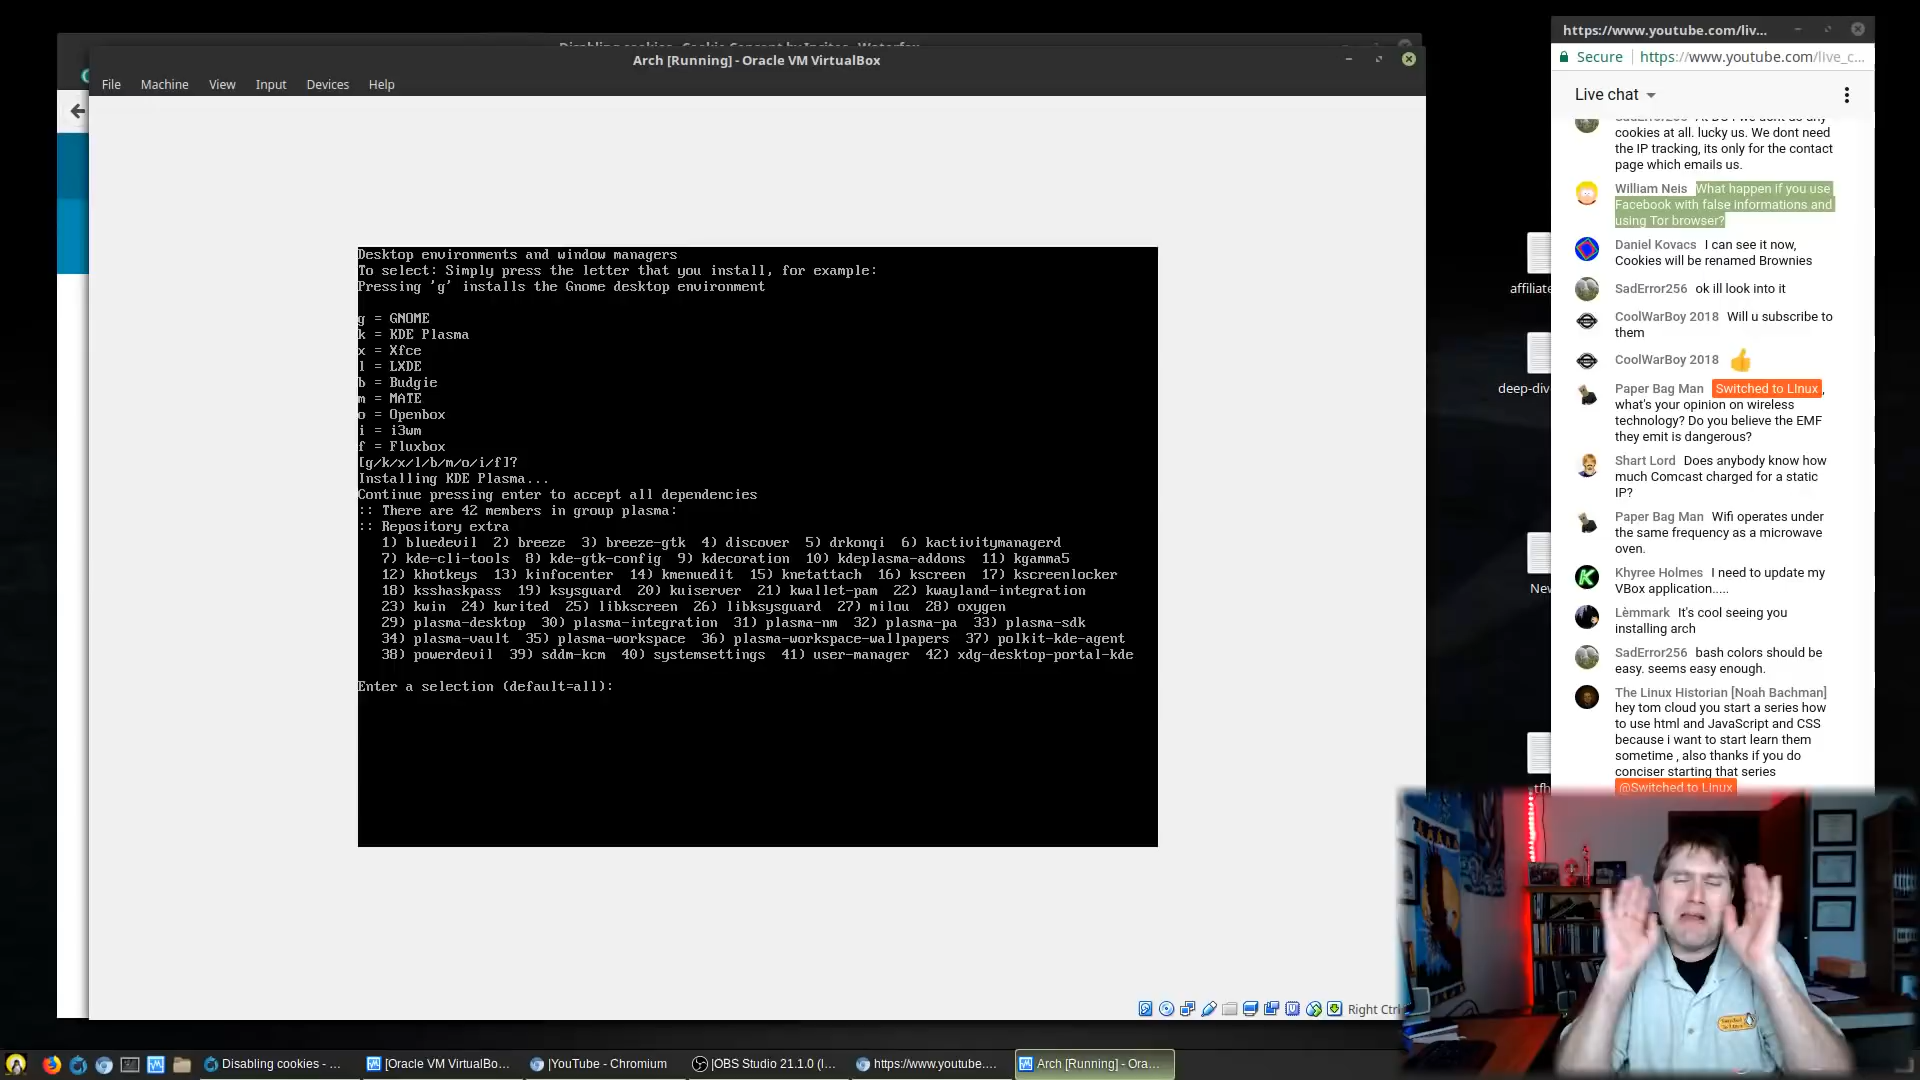 Disabling cookies - Cookie Consent by Insites - Waterfox
Arch [Running] - Oracle VM VirtualBox
File Machine View Input Devices Help
Desktop environments and window managers
To select: Simply press the letter that you install, for example:
Pressing 'g' installs the Gnome desktop environment
g = GNOME
k = KDE Plasma
x = Xfce
l = LXDE
b = Budgie
m = MATE
o = Openbox
i = i3wm
f = Fluxbox
[g/k/x/l/b/m/o/i/f]?
Installing KDE Plasma...
Continue pressing enter to accept all dependencies
:: There are 42 members in group plasma:
:: Repository extra
1) bluedevil 2) breeze 3) breeze-gtk 4) discover 5) drkonqi 6) kactivitymanagerd
7) kde-cli-tools 8) kde-gtk-config 9) kdecoration 10) kdeplasma-addons 11) kgamma5
12) khotkeys 13) kinfocenter 14) kmenuedit 15) knetattach 16) kscreen 17) kscreenlocker
18) ksshaskpass 19) ksysguard 20) kuiserver 21) kwallet-pam 22) kwayland-integration
23) kwin 24) kwrited 25) libkscreen 26) libksysguard 27) milou 28) oxygen
29) plasma-desktop 30) plasma-integration 31) plasma-nm 32) plasma-pa 33) plasma-sdk
34) plasma-vault 35) plasma-workspace 36) plasma-workspace-wallpapers 37) polkit-kde-agent
38) powerdevil 39) sddm-kcm 40) systemsettings 41) user-manager 42) xdg-desktop-portal-kde
Enter a selection (default=all):
Right Ctrl
affiliate
deep-div
New
tfh
https://www.youtube.com/liv...
Secure https://www.youtube.com/live_c...
Live chat
cookies at all. lucky us. We dont need
the IP tracking, its only for the contact
page which emails us.
William Neis What happen if you use
Facebook with false informations and
using Tor browser?
Daniel Kovacs I can see it now,
Cookies will be renamed Brownies
SadError256 ok ill look into it
CoolWarBoy 2018 Will u subscribe to
them
CoolWarBoy 2018
Paper Bag Man Switched to LInux,
what's your opinion on wireless
technology? Do you believe the EMF
they emit is dangerous?
Shart Lord Does anybody know how
much Comcast charged for a static
IP?
Paper Bag Man Wifi operates under
the same frequency as a microwave
oven.
Khyree Holmes I need to update my
VBox application.....
Lèmmark It's cool seeing you
installing arch
SadError256 bash colors should be
easy. seems easy enough.
The Linux Historian [Noah Bachman]
hey tom cloud you start a series how
to use html and JavaScript and CSS
because i want to start learn them
sometime , also thanks if you do
conciser starting that series
@Switched to Linux
Disabling cookies - ...
[Oracle VM VirtualBo...
|YouTube - Chromium
|OBS Studio 21.1.0 (l...
https://www.youtube....
Arch [Running] - Ora...